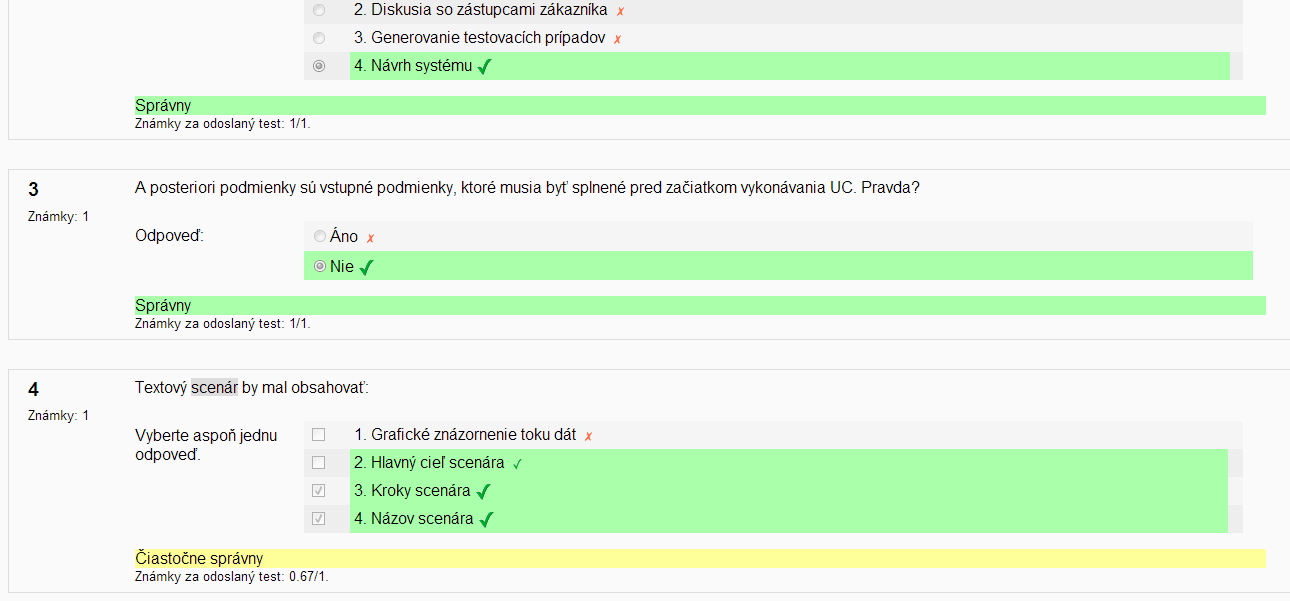 2. Diskusia so zástupcami zákazníka ✗
3. Generovanie testovacích prípadov ✗
4. Návrh systému ✓
Správny
Známky za odoslaný test: 1/1.
3
Známky: 1
A posteriori podmienky sú vstupné podmienky, ktoré musia byť splnené pred začiatkom vykonávania UC. Pravda?
Odpoveď:
Áno ✗
Nie ✓
Správny
Známky za odoslaný test: 1/1.
4
Známky: 1
Textový scenár by mal obsahovať:
Vyberte aspoň jednu
odpoveď.
1. Grafické znázornenie toku dát ✗
2. Hlavný cieľ scenára ✓
3. Kroky scenára ✓
4. Názov scenára ✓
Čiastočne správny
Známky za odoslaný test: 0.67/1.